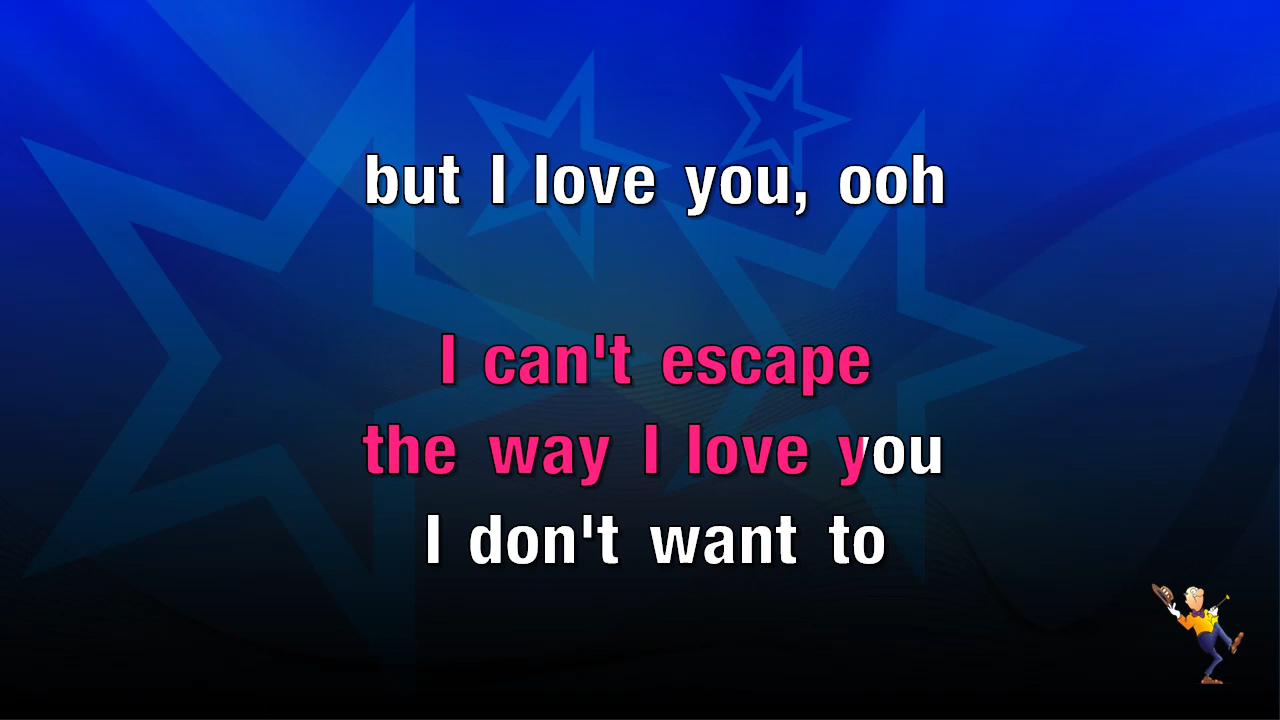 but I love you, ooh
I can't escape
the way I love you
I don't want to